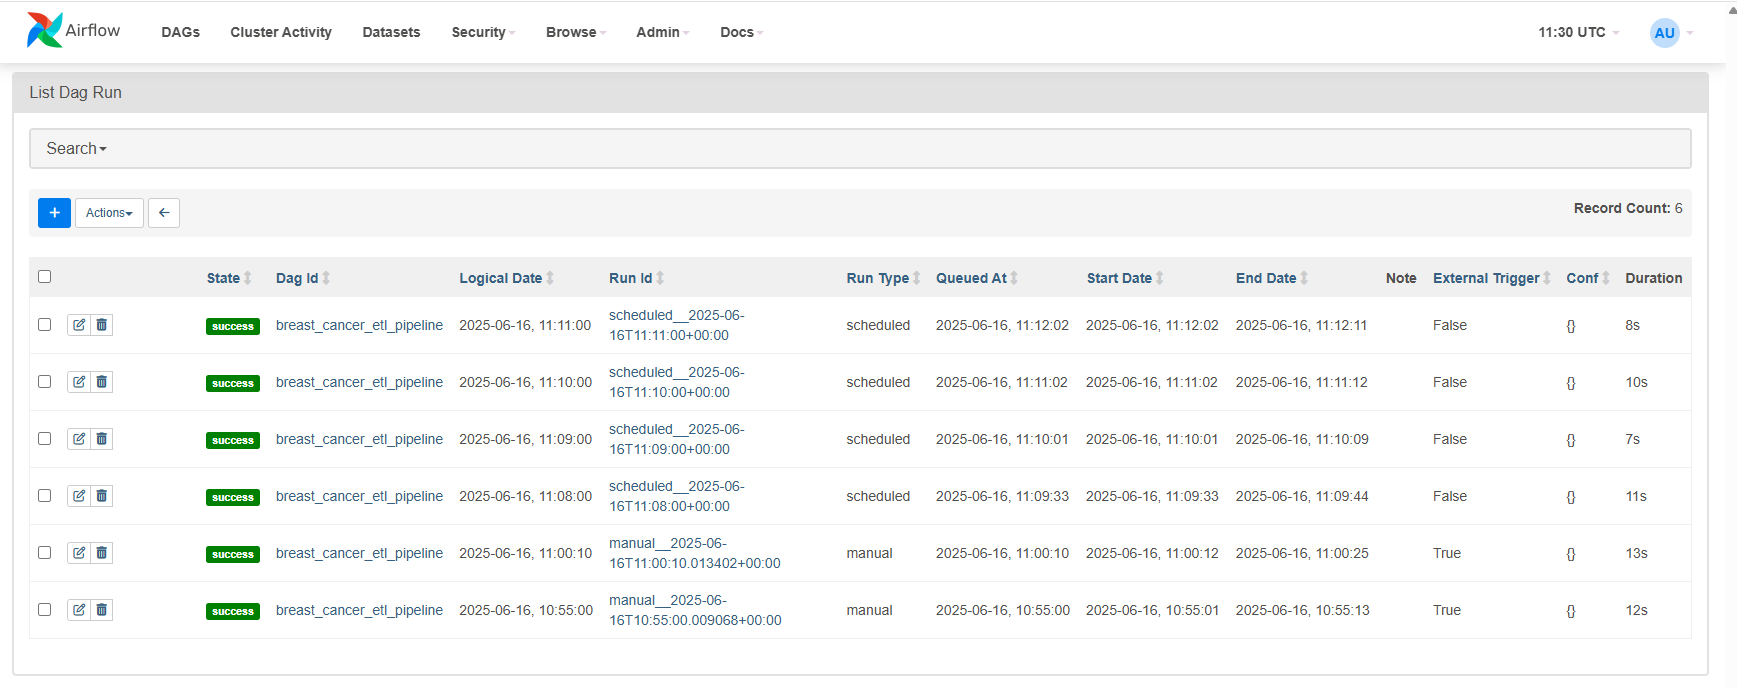 Airflow DAGs Cluster Activity Datasets Security Browse Admin Docs 11:30 UTC AU
List Dag Run
Search
+ Actions ← Record Count: 6
State Dag Id Logical Date Run Id Run Type Queued At Start Date End Date Note External Trigger Conf Duration
success breast_cancer_etl_pipeline 2025-06-16, 11:11:00 scheduled__2025-06-
16T11:11:00+00:00 scheduled 2025-06-16, 11:12:02 2025-06-16, 11:12:02 2025-06-16, 11:12:11 False {} 8s
success breast_cancer_etl_pipeline 2025-06-16, 11:10:00 scheduled__2025-06-
16T11:10:00+00:00 scheduled 2025-06-16, 11:11:02 2025-06-16, 11:11:02 2025-06-16, 11:11:12 False {} 10s
success breast_cancer_etl_pipeline 2025-06-16, 11:09:00 scheduled__2025-06-
16T11:09:00+00:00 scheduled 2025-06-16, 11:10:01 2025-06-16, 11:10:01 2025-06-16, 11:10:09 False {} 7s
success breast_cancer_etl_pipeline 2025-06-16, 11:08:00 scheduled__2025-06-
16T11:08:00+00:00 scheduled 2025-06-16, 11:09:33 2025-06-16, 11:09:33 2025-06-16, 11:09:44 False {} 11s
success breast_cancer_etl_pipeline 2025-06-16, 11:00:10 manual__2025-06-
16T11:00:10.013402+00:00 manual 2025-06-16, 11:00:10 2025-06-16, 11:00:12 2025-06-16, 11:00:25 True {} 13s
success breast_cancer_etl_pipeline 2025-06-16, 10:55:00 manual__2025-06-
16T10:55:00.009068+00:00 manual 2025-06-16, 10:55:00 2025-06-16, 10:55:01 2025-06-16, 10:55:13 True {} 12s